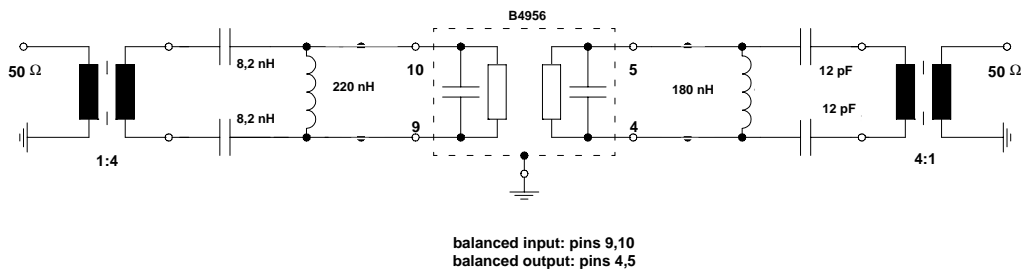 B4956
50 Ω
8,2 nH
220 nH
10
5
180 nH
12 pF
50 Ω
12 pF
8,2 nH
9
4
1:4
4:1
balanced input: pins 9,10
balanced output: pins 4,5